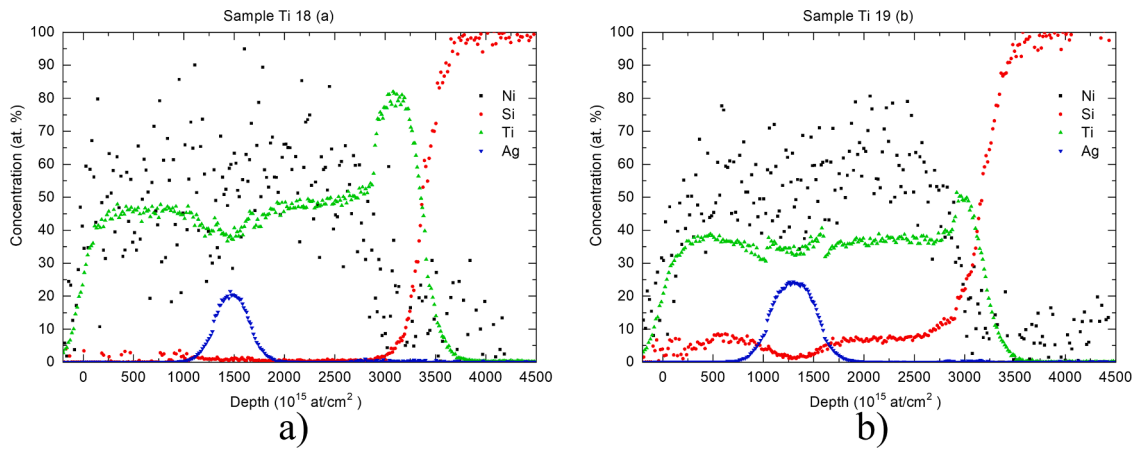 Sample Ti 18 (a)
100
90
80
70
60
50
40
30
20
10
0
Concentration (at. %)
Ni
Si
Ti
Ag
0 500 1000 1500 2000 2500 3000 3500 4000 4500
Depth (10¹⁵ at/cm²)
a)
Sample Ti 19 (b)
100
90
80
70
60
50
40
30
20
10
0
Concentration (at. %)
Ni
Si
Ti
Ag
0 500 1000 1500 2000 2500 3000 3500 4000 4500
Depth (10¹⁵ at/cm²)
b)